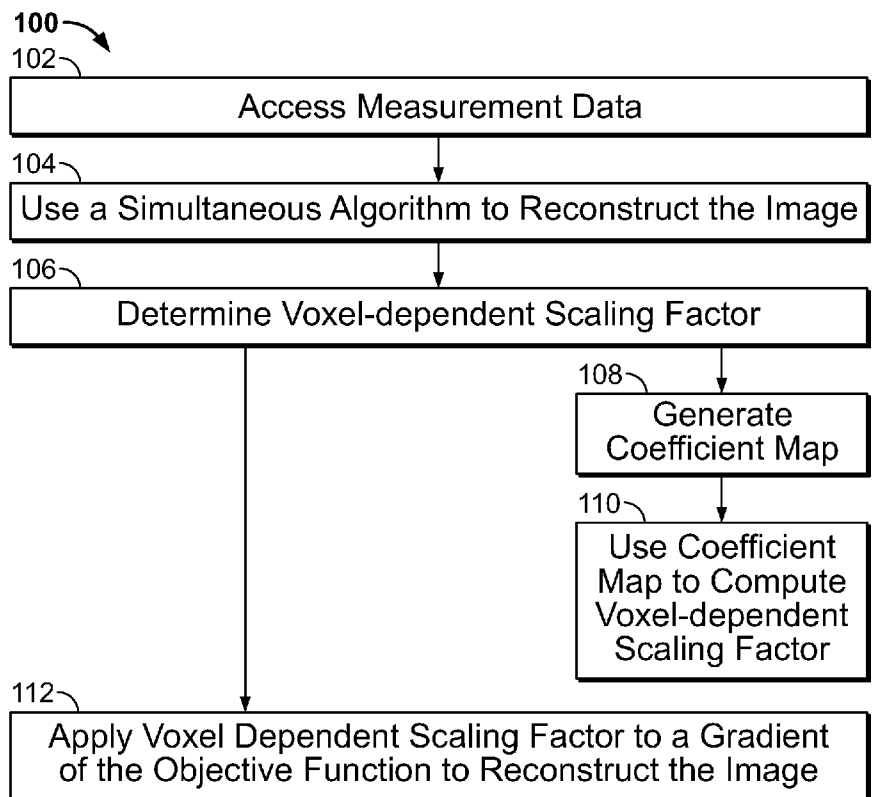 100
102
Access Measurement Data
104
Use a Simultaneous Algorithm to Reconstruct the Image
106
Determine Voxel-dependent Scaling Factor
108
Generate
Coefficient Map
110
Use Coefficient
Map to Compute
Voxel-dependent
Scaling Factor
112
Apply Voxel Dependent Scaling Factor to a Gradient
of the Objective Function to Reconstruct the Image